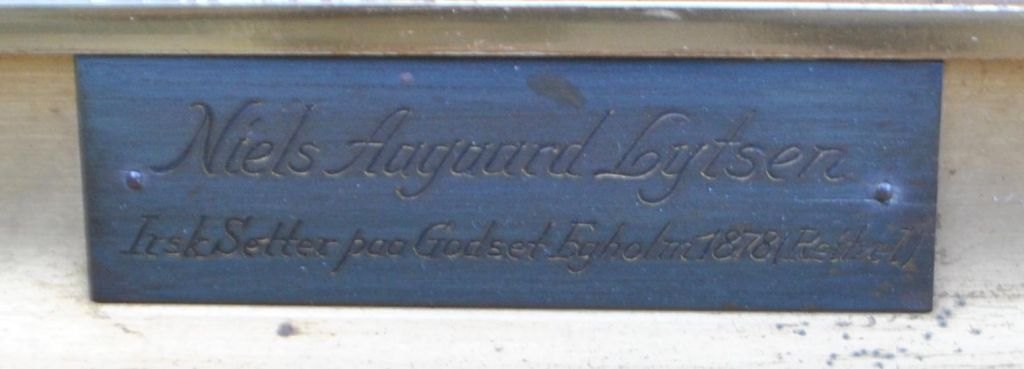 Niels Aagaard Lytsen
Irsk Setter paa Godset Egholm 1878